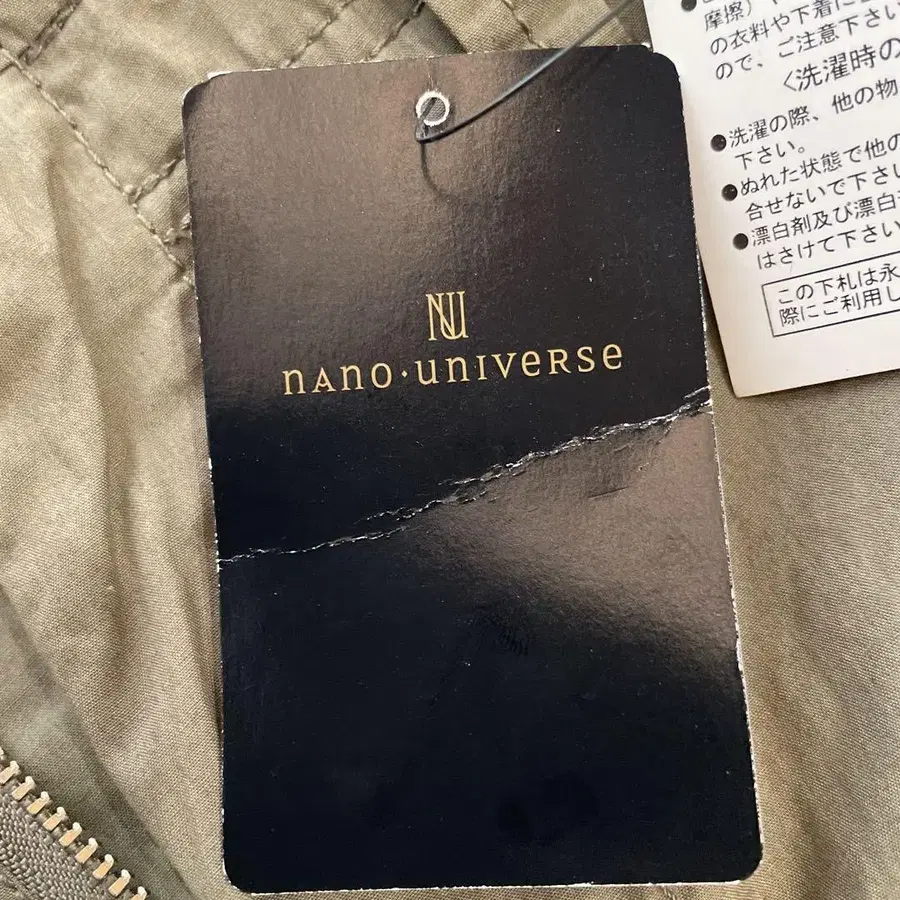 NU
nano·universe
摩擦)
の衣料や下着に
ので、ご注意下さい
〈洗濯時の
●洗濯の際、他の物
下さい。
●ぬれた状態で他の
合せないで下さい
●漂白剤及び漂白
はさけて下さい
この下札は永
際にご利用し